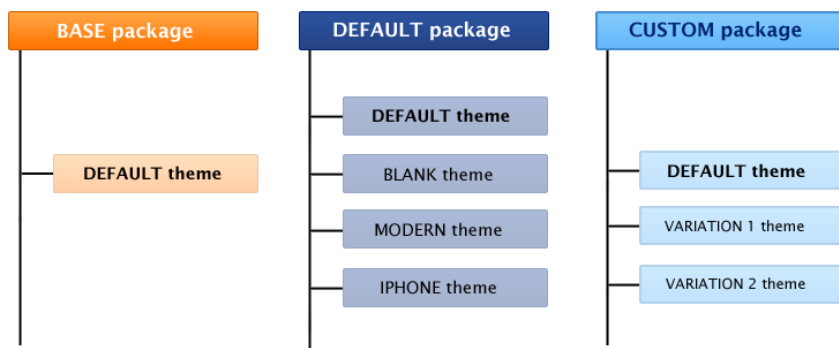 BASE package
DEFAULT theme
DEFAULT package
DEFAULT theme
BLANK theme
MODERN theme
IPHONE theme
CUSTOM package
DEFAULT theme
VARIATION 1 theme
VARIATION 2 theme